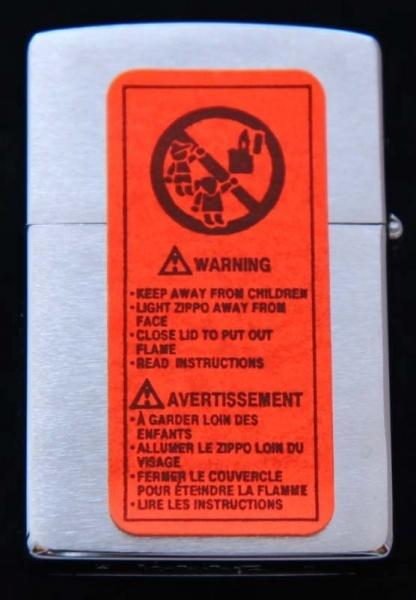 WARNING
•KEEP AWAY FROM CHILDREN
•LIGHT ZIPPO AWAY FROM
FACE
•CLOSE LID TO PUT OUT
FLAME
•READ INSTRUCTIONS
AVERTISSEMENT
•À GARDER LOIN DES
ENFANTS
•ALLUMER LE ZIPPO LOIN DU
VISAGE
•FERMER LE COUVERCLE
POUR ÉTEINDRE LA FLAMME
•LIRE LES INSTRUCTIONS